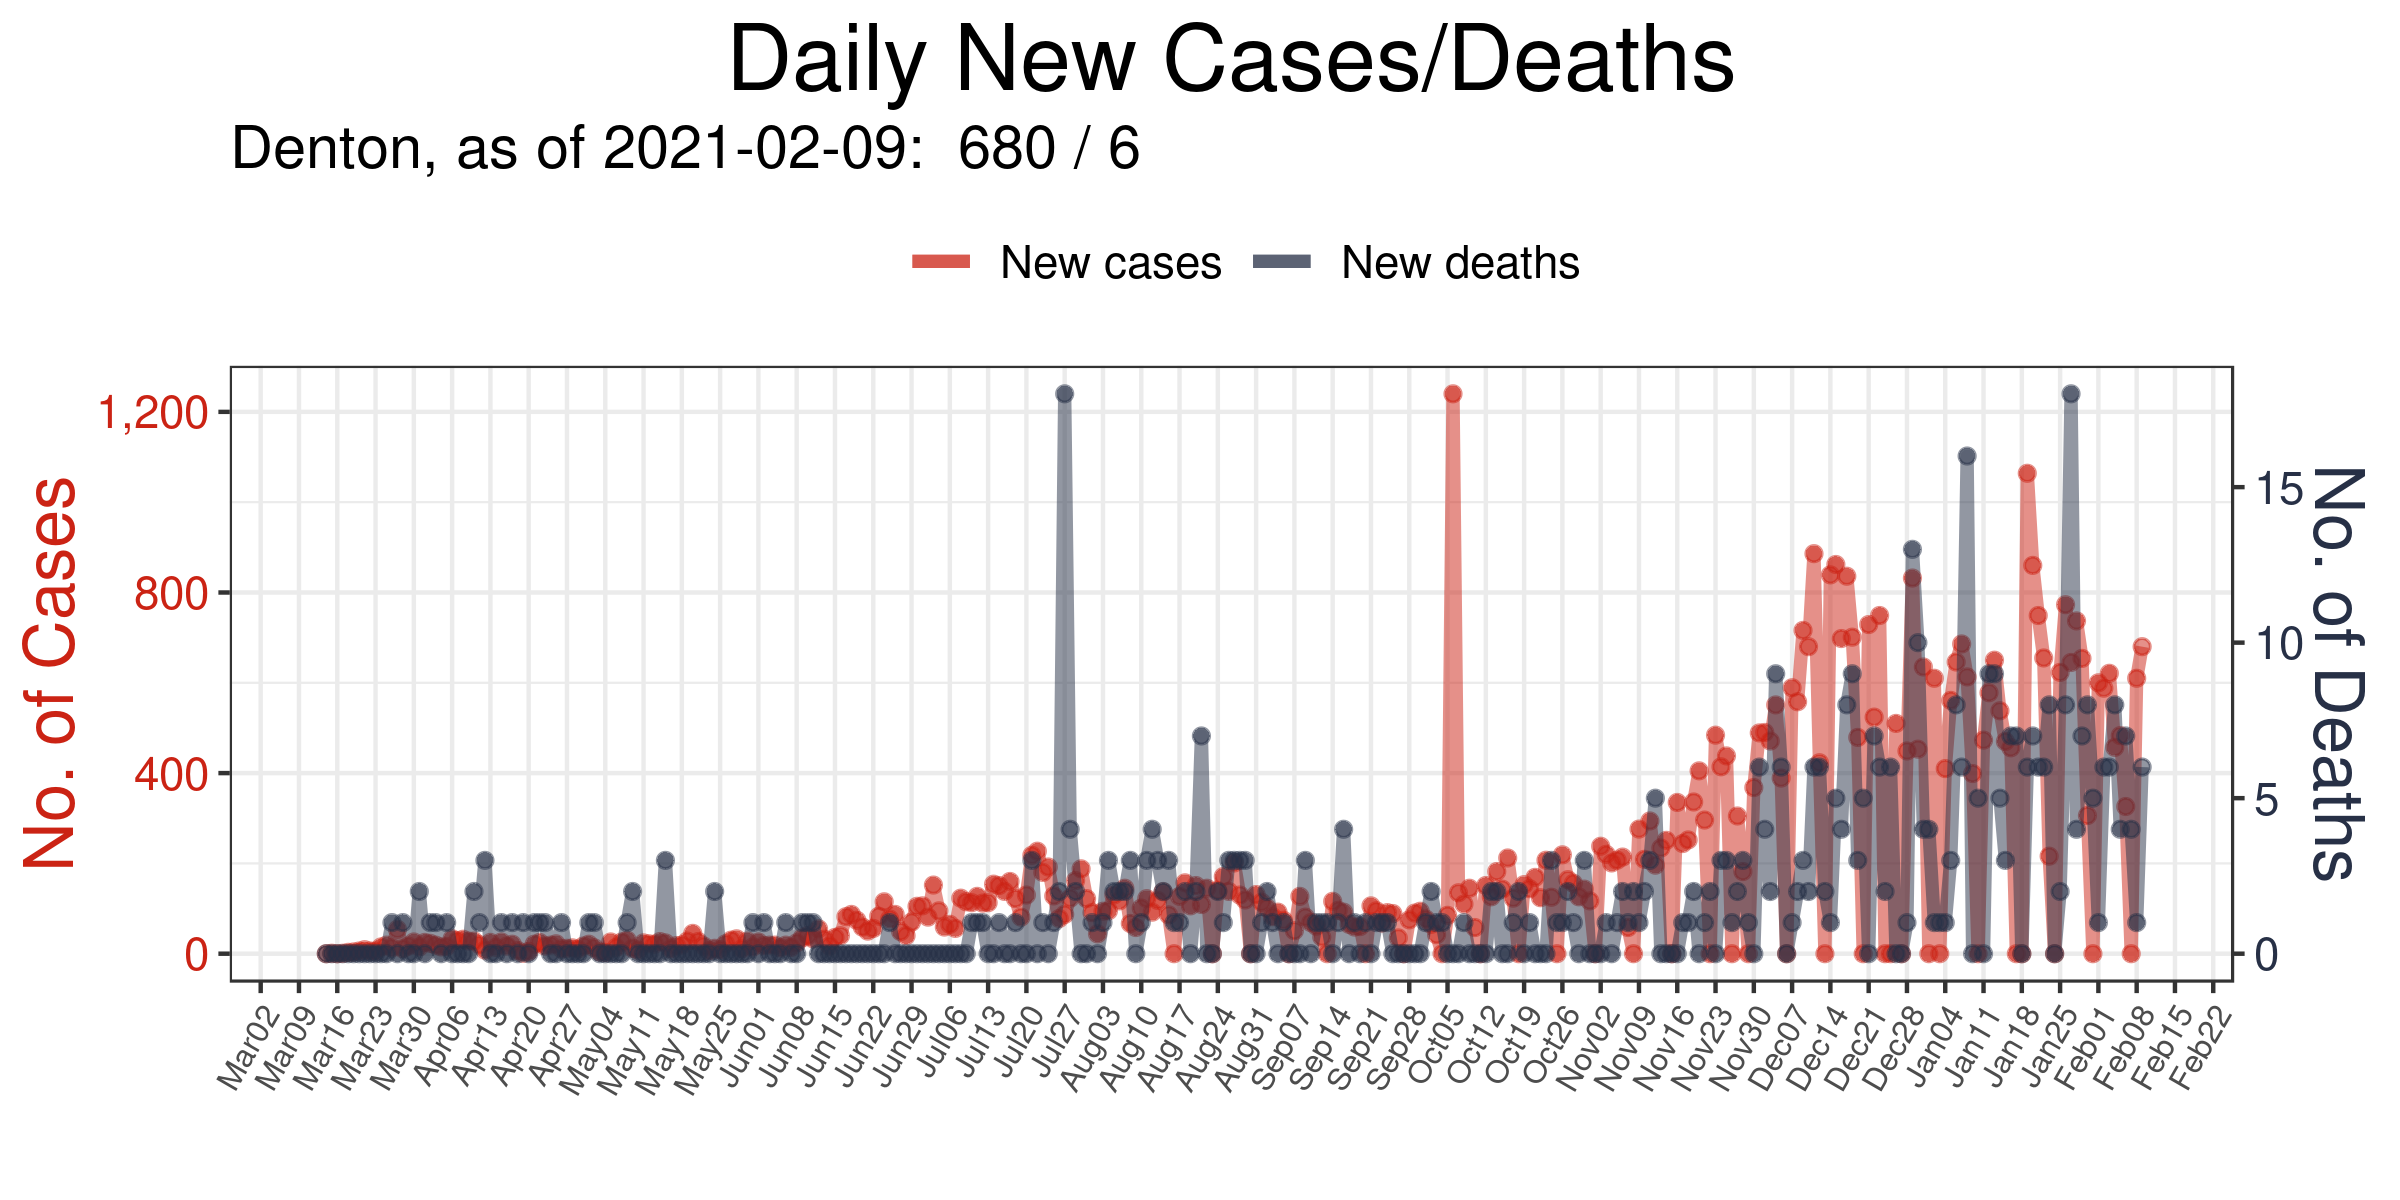 Daily New Cases/Deaths
Denton, as of 2021-02-09: 680 / 6
New cases New deaths
No. of Cases
1,200
800
400
0
15
10
5
0
No. of Deaths
Mar02 Mar09 Mar16 Mar23 Mar30 Apr06 Apr13 Apr20 Apr27 May04 May11 May18 May25 Jun01 Jun08 Jun15 Jun22 Jun29 Jul06 Jul13 Jul20 Jul27 Aug03 Aug10 Aug17 Aug24 Aug31 Sep07 Sep14 Sep21 Sep28 Oct05 Oct12 Oct19 Oct26 Nov02 Nov09 Nov16 Nov23 Nov30 Dec07 Dec14 Dec21 Dec28 Jan04 Jan11 Jan18 Jan25 Feb01 Feb08 Feb15 Feb22